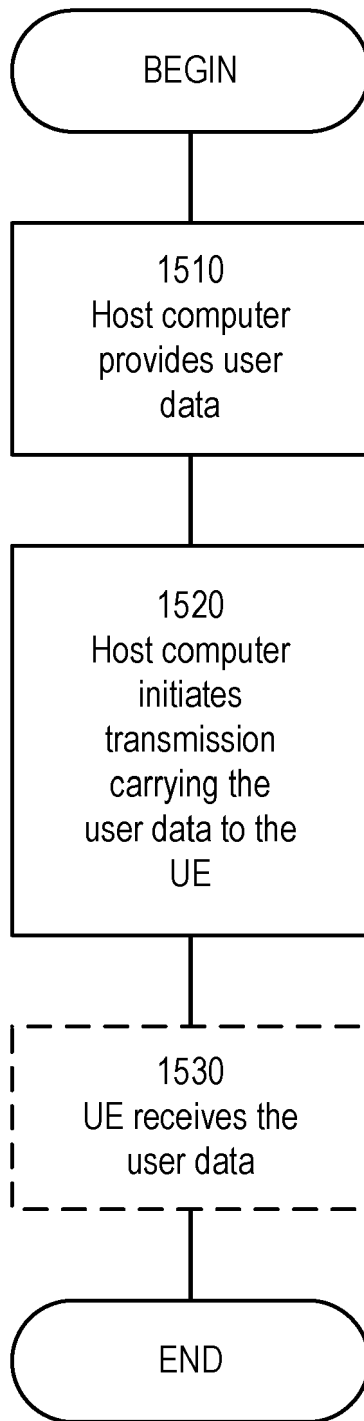 BEGIN
1510
Host computer
provides user
data
1520
Host computer
initiates
transmission
carrying the
user data to the
UE
1530
UE receives the
user data
END